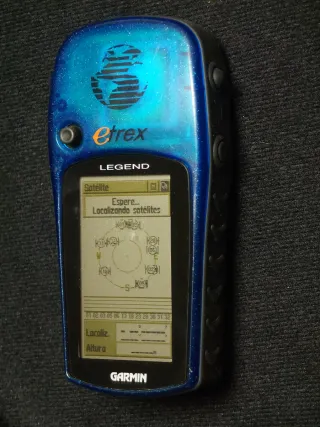 etrex
LEGEND
Satélite
Espere...
Localizando satélites
S
Localiz.
Altura
GARMIN